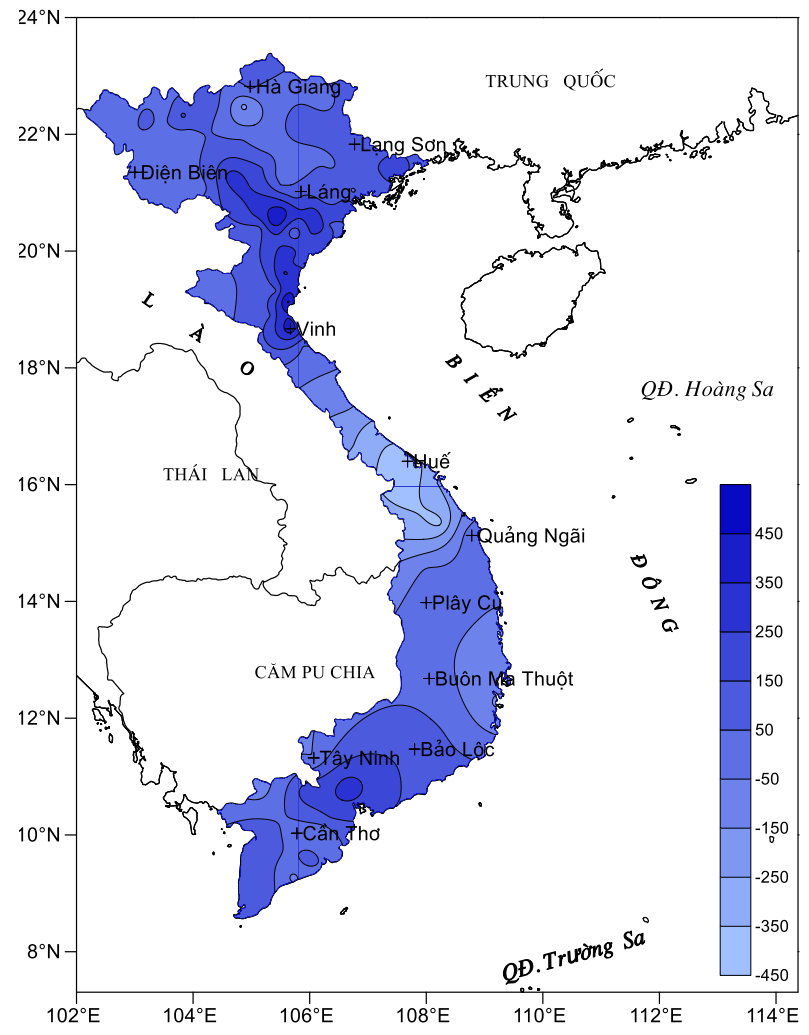 24°N
TRUNG QUỐC
Hà Giang
22°N
Lạng Sơn
Điện Biên
Láng
20°N
LÀO
Vinh
18°N
BIỂN
QĐ. Hoàng Sa
THÁI LAN
Huế
16°N
Quảng Ngãi
450
ĐÔNG
350
14°N
Plây Cu
250
CĂM PU CHIA
Buôn Ma Thuột
150
12°N
50
Bảo Lộc
Tây Ninh
-50
10°N
Cần Thơ
-150
-250
-350
8°N
QĐ. Trường Sa
-450
102°E 104°E 106°E 108°E 110°E 112°E 114°E